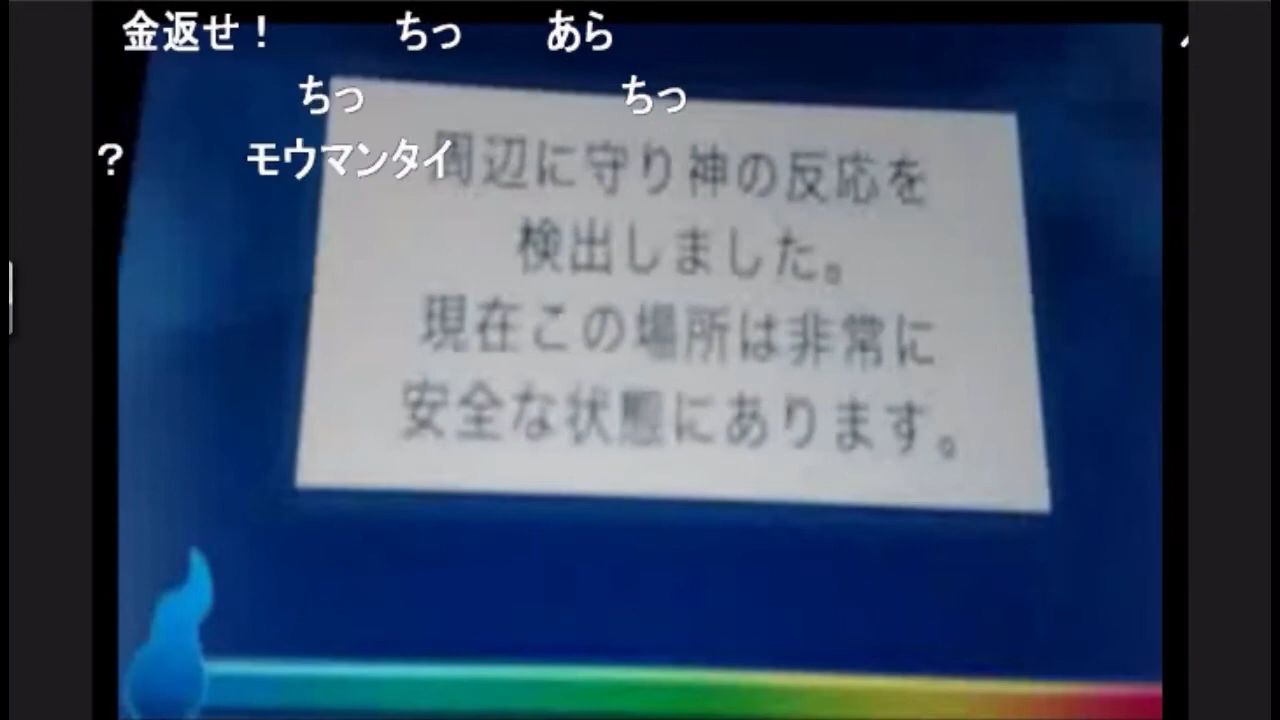 金返せ! ちっ あら
ちっ ちっ
? モウマンタイ
周辺に守り神の反応を
検出しました。
現在この場所は非常に
安全な状態にあります。